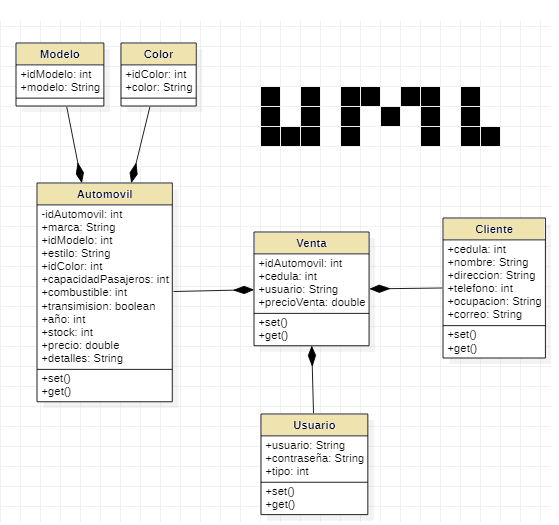 Modelo
+idModelo: int
+modelo: String
Color
+idColor: int
+color: String
UML
Automovil
-idAutomovil: int
+marca: String
+idModelo: int
+estilo: String
+idColor: int
+capacidadPasajeros: int
+combustible: int
+transimision: boolean
+año: int
+stock: int
+precio: double
+detalles: String
+set()
+get()
Venta
+idAutomovil: int
+cedula: int
+usuario: String
+precioVenta: double
+set()
+get()
Cliente
+cedula: int
+nombre: String
+direccion: String
+telefono: int
+ocupacion: String
+correo: String
+set()
+get()
Usuario
+usuario: String
+contraseña: String
+tipo: int
+set()
+get()